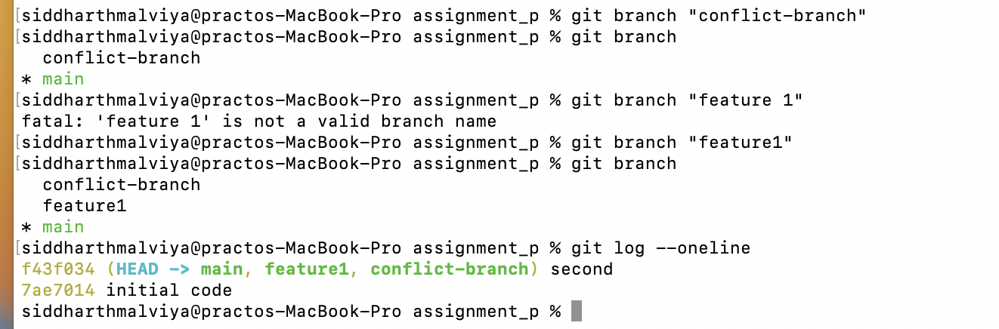 [siddharthmalviya@practos-MacBook-Pro assignment_p % git branch "conflict-branch"
[siddharthmalviya@practos-MacBook-Pro assignment_p % git branch
  conflict-branch
* main
[siddharthmalviya@practos-MacBook-Pro assignment_p % git branch "feature 1"
fatal: 'feature 1' is not a valid branch name
[siddharthmalviya@practos-MacBook-Pro assignment_p % git branch "feature1"
[siddharthmalviya@practos-MacBook-Pro assignment_p % git branch
  conflict-branch
  feature1
* main
[siddharthmalviya@practos-MacBook-Pro assignment_p % git log --oneline
f43f034 (HEAD -> main, feature1, conflict-branch) second
7ae7014 initial code
siddharthmalviya@practos-MacBook-Pro assignment_p %